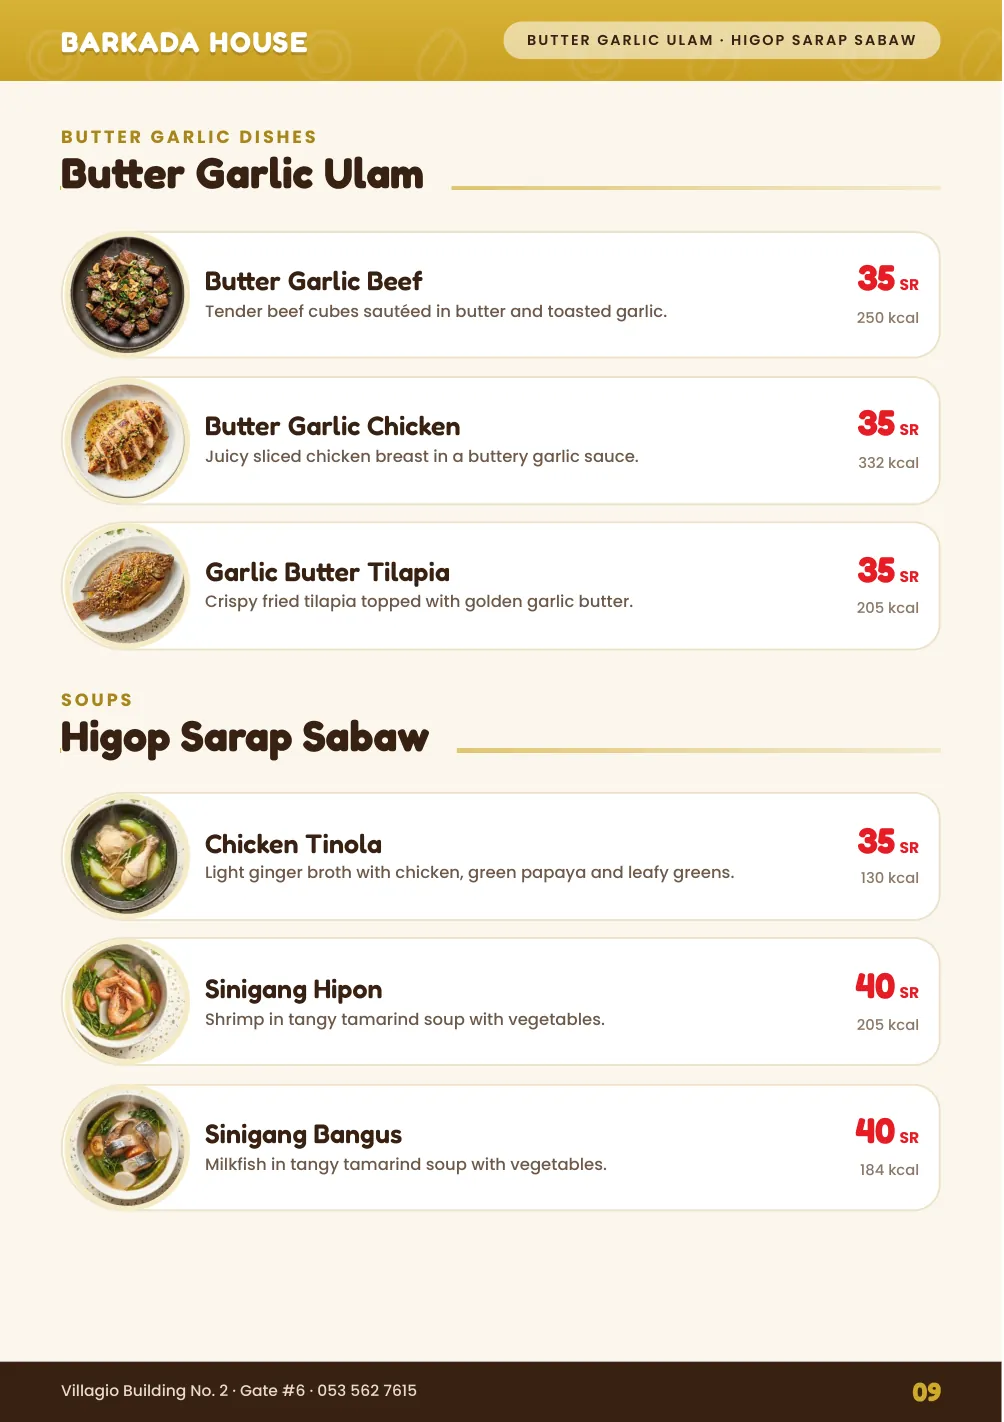 BARKADA HOUSE
BUTTER GARLIC ULAM · HIGOP SARAP SABAW
BUTTER GARLIC DISHES
Butter Garlic Ulam
Butter Garlic Beef
Tender beef cubes sautéed in butter and toasted garlic.
35 SR
250 kcal
Butter Garlic Chicken
Juicy sliced chicken breast in a buttery garlic sauce.
35 SR
332 kcal
Garlic Butter Tilapia
Crispy fried tilapia topped with golden garlic butter.
35 SR
205 kcal
SOUPS
Higop Sarap Sabaw
Chicken Tinola
Light ginger broth with chicken, green papaya and leafy greens.
35 SR
130 kcal
Sinigang Hipon
Shrimp in tangy tamarind soup with vegetables.
40 SR
205 kcal
Sinigang Bangus
Milkfish in tangy tamarind soup with vegetables.
40 SR
184 kcal
Villagio Building No. 2 · Gate #6 · 053 562 7615
09